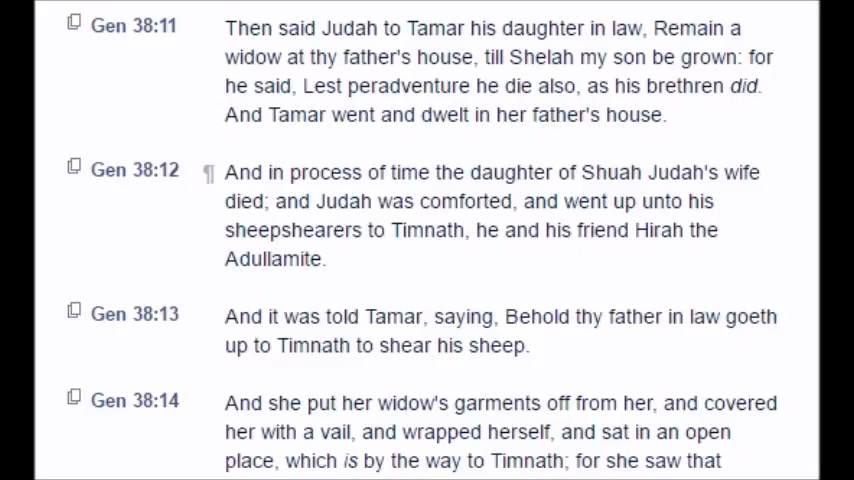 Gen 38:11 Then said Judah to Tamar his daughter in law, Remain a
widow at thy father's house, till Shelah my son be grown: for
he said, Lest peradventure he die also, as his brethren did.
And Tamar went and dwelt in her father's house.
Gen 38:12 ¶ And in process of time the daughter of Shuah Judah's wife
died; and Judah was comforted, and went up unto his
sheepshearers to Timnath, he and his friend Hirah the
Adullamite.
Gen 38:13 And it was told Tamar, saying, Behold thy father in law goeth
up to Timnath to shear his sheep.
Gen 38:14 And she put her widow's garments off from her, and covered
her with a vail, and wrapped herself, and sat in an open
place, which is by the way to Timnath; for she saw that